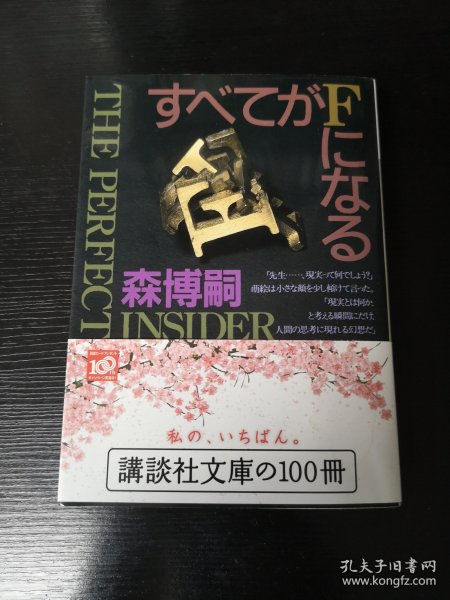 すべてがFになる
THE PERFECT
INSIDER
森博嗣
「先生……、現実って何でしょう?」
萌絵は小さな顔を少し傾けて言った。
「現実とは何か、
と考える瞬間にだけ、
人間の思考に現れる幻想だ」
100
私の、いちばん。
講談社文庫の100冊
孔夫子旧书网
www.kongfz.com